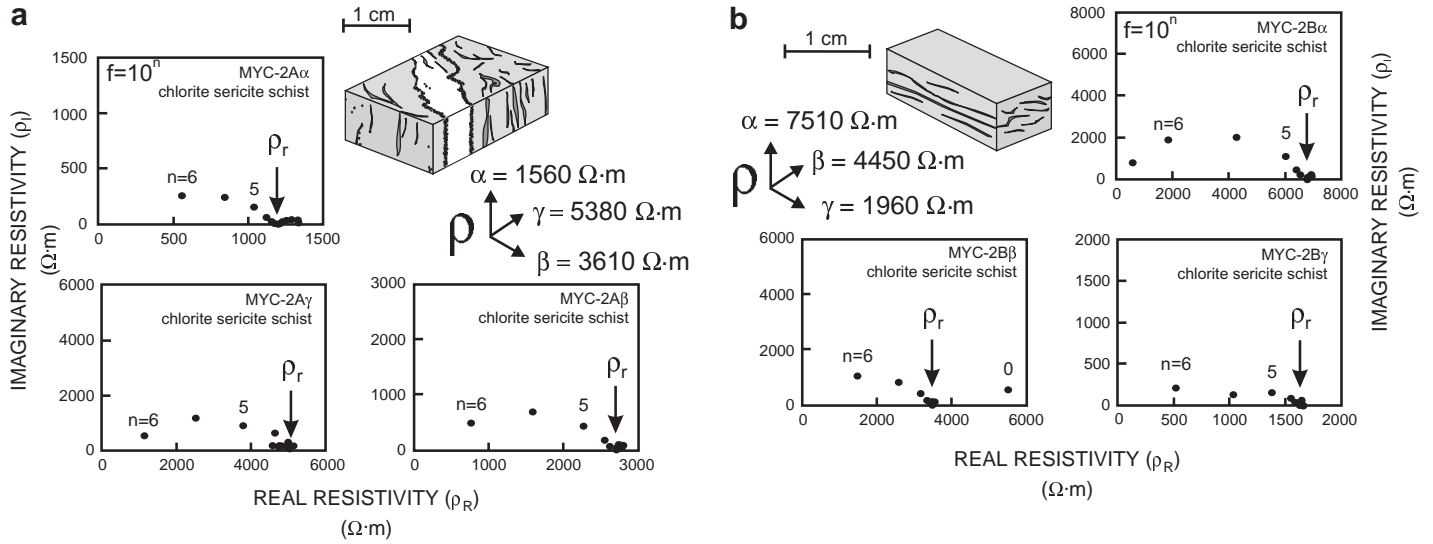 a
1 cm
f=10ⁿ
MYC-2Aα
chlorite sericite schist
1500
1000
500
0
n=6
5
ρr
0 500 1000 1500
α = 1560 Ω·m
γ = 5380 Ω·m
β = 3610 Ω·m
ρ
IMAGINARY RESISTIVITY (ρI)
(Ω·m)
MYC-2Aγ
chlorite sericite schist
6000
4000
2000
0
n=6
5
ρr
0 2000 4000 6000
MYC-2Aβ
chlorite sericite schist
3000
2000
1000
0
n=6
5
ρr
0 1000 2000 3000
REAL RESISTIVITY (ρR)
(Ω·m)
b
1 cm
α = 7510 Ω·m
β = 4450 Ω·m
γ = 1960 Ω·m
ρ
f=10ⁿ
MYC-2Bα
chlorite sericite schist
8000
6000
4000
2000
0
n=6
5
ρr
0 2000 4000 6000 8000
IMAGINARY RESISTIVITY (ρI)
(Ω·m)
MYC-2Bβ
chlorite sericite schist
6000
4000
2000
0
n=6
ρr
0
0 2000 4000 6000
MYC-2Bγ
chlorite sericite schist
2000
1500
1000
500
0
n=6
5
ρr
0 500 1000 1500 2000
REAL RESISTIVITY (ρR)
(Ω·m)